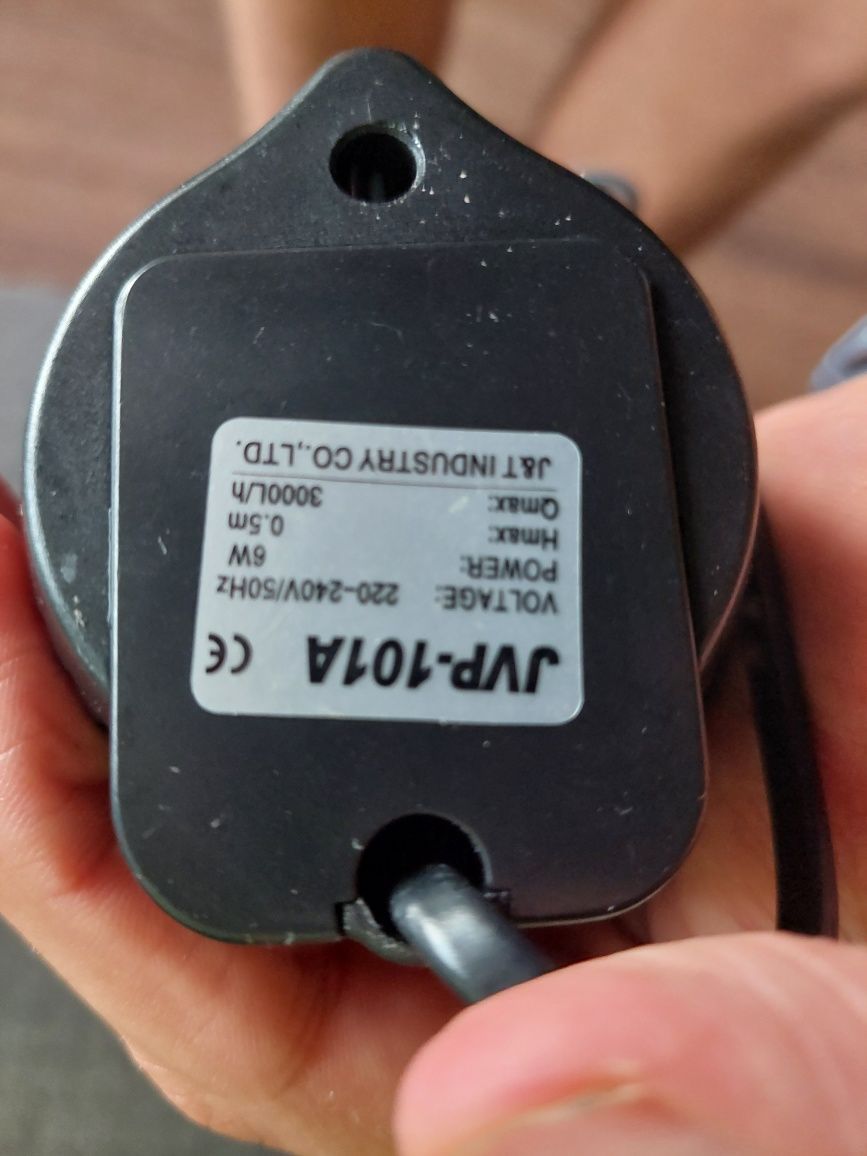 JVP-101A CE
VOLTAGE: 220-240V/50Hz
POWER: 6W
Hmax: 0.5m
Qmax: 3000L/h
J&T INDUSTRY CO.,LTD.